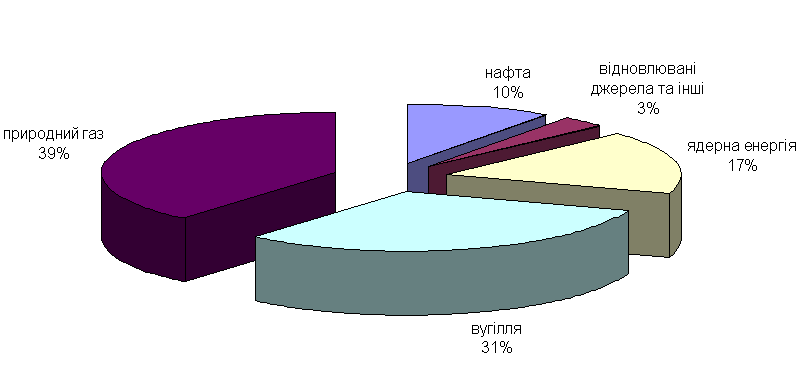 нафта
10%
відновлювані
джерела та інші
3%
природний газ
39%
ядерна енергія
17%
вугілля
31%